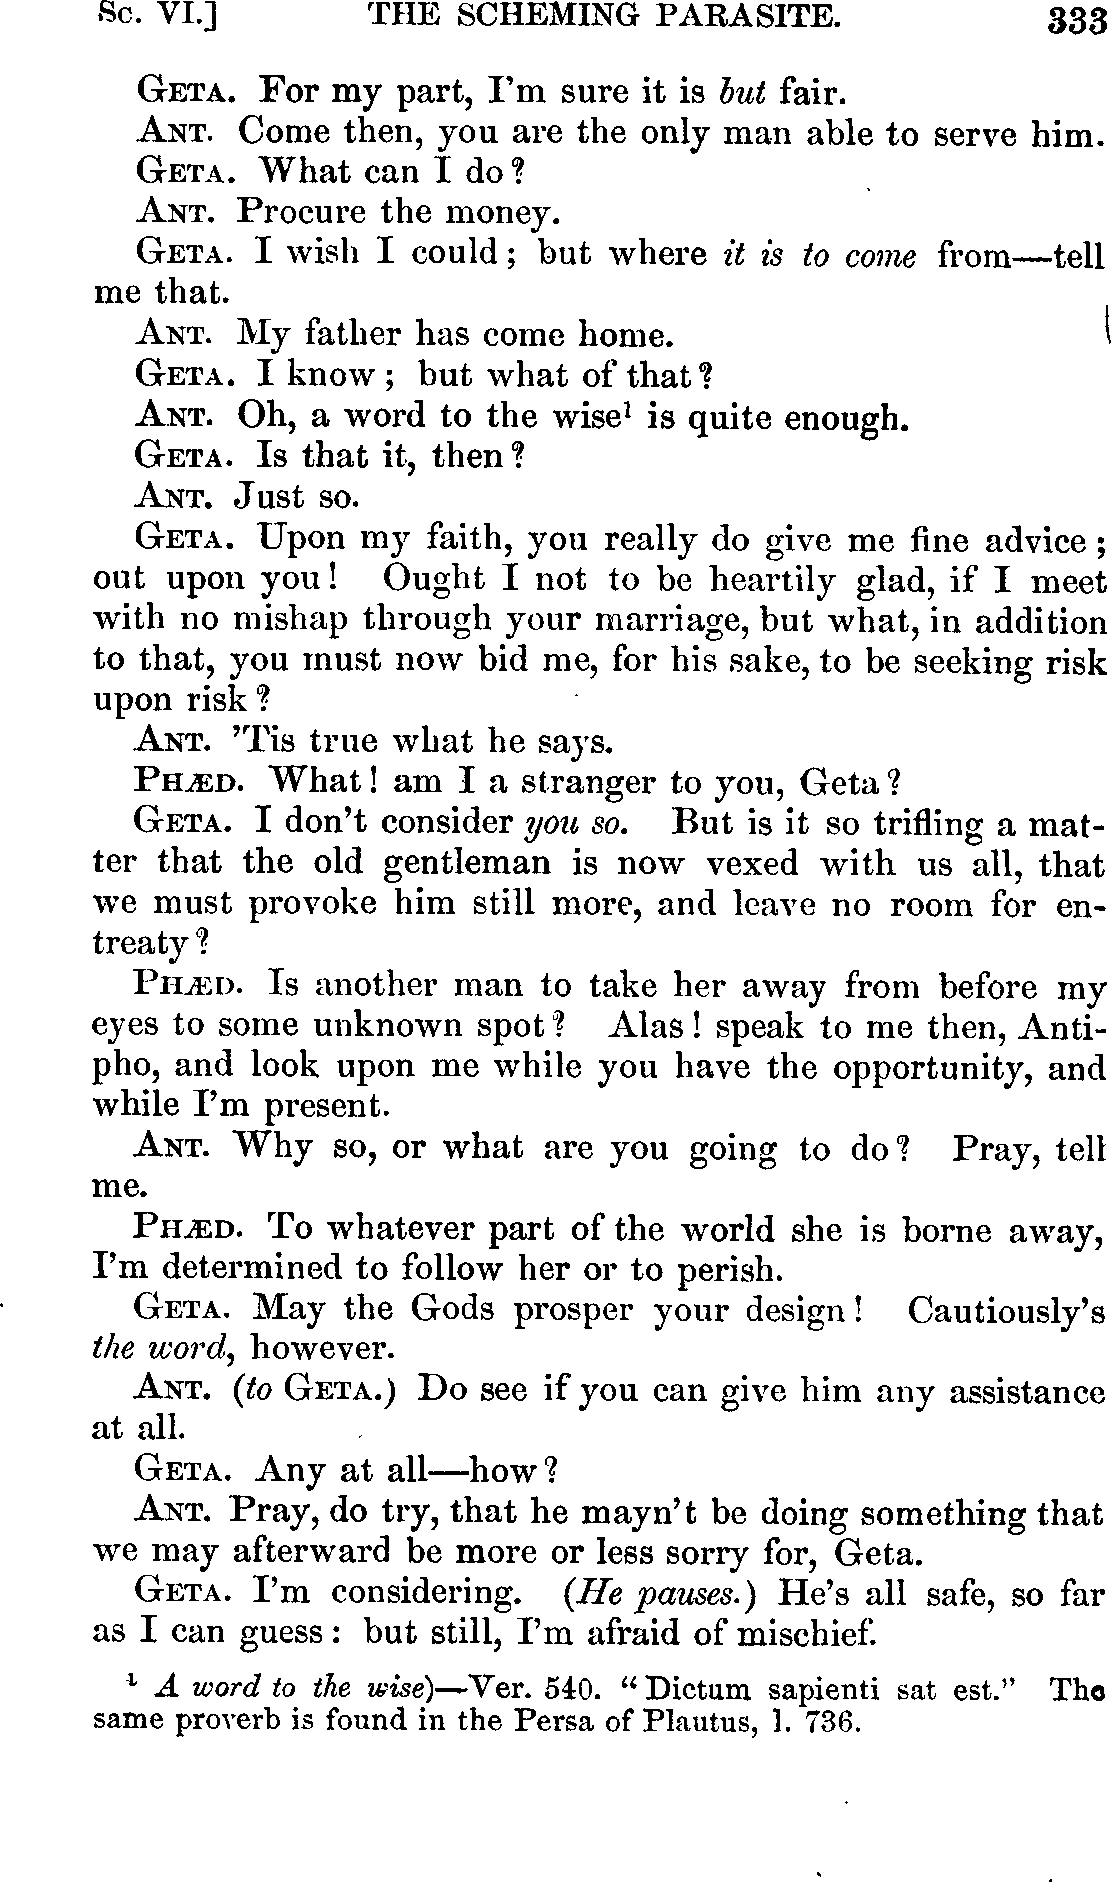 Sc. VI.] THE SCHEMING PARASITE. 333
GETA. For my part, I'm sure it is but fair.
ANT. Come then, you are the only man able to serve him.
GETA. What can I do?
ANT. Procure the money.
GETA. I wish I could; but where it is to come from—tell
me that.
ANT. My father has come home.
GETA. I know; but what of that?
ANT. Oh, a word to the wise¹ is quite enough.
GETA. Is that it, then?
ANT. Just so.
GETA. Upon my faith, you really do give me fine advice;
out upon you! Ought I not to be heartily glad, if I meet
with no mishap through your marriage, but what, in addition
to that, you must now bid me, for his sake, to be seeking risk
upon risk?
ANT. 'Tis true what he says.
PHÆD. What! am I a stranger to you, Geta?
GETA. I don't consider you so. But is it so trifling a mat-
ter that the old gentleman is now vexed with us all, that
we must provoke him still more, and leave no room for en-
treaty?
PHÆD. Is another man to take her away from before my
eyes to some unknown spot? Alas! speak to me then, Anti-
pho, and look upon me while you have the opportunity, and
while I'm present.
ANT. Why so, or what are you going to do? Pray, tell
me.
PHÆD. To whatever part of the world she is borne away,
I'm determined to follow her or to perish.
GETA. May the Gods prosper your design! Cautiously's
the word, however.
ANT. (to GETA.) Do see if you can give him any assistance
at all.
GETA. Any at all—how?
ANT. Pray, do try, that he mayn't be doing something that
we may afterward be more or less sorry for, Geta.
GETA. I'm considering. (He pauses.) He's all safe, so far
as I can guess: but still, I'm afraid of mischief.
¹ A word to the wise)—Ver. 540. "Dictum sapienti sat est." The
same proverb is found in the Persa of Plautus, l. 736.